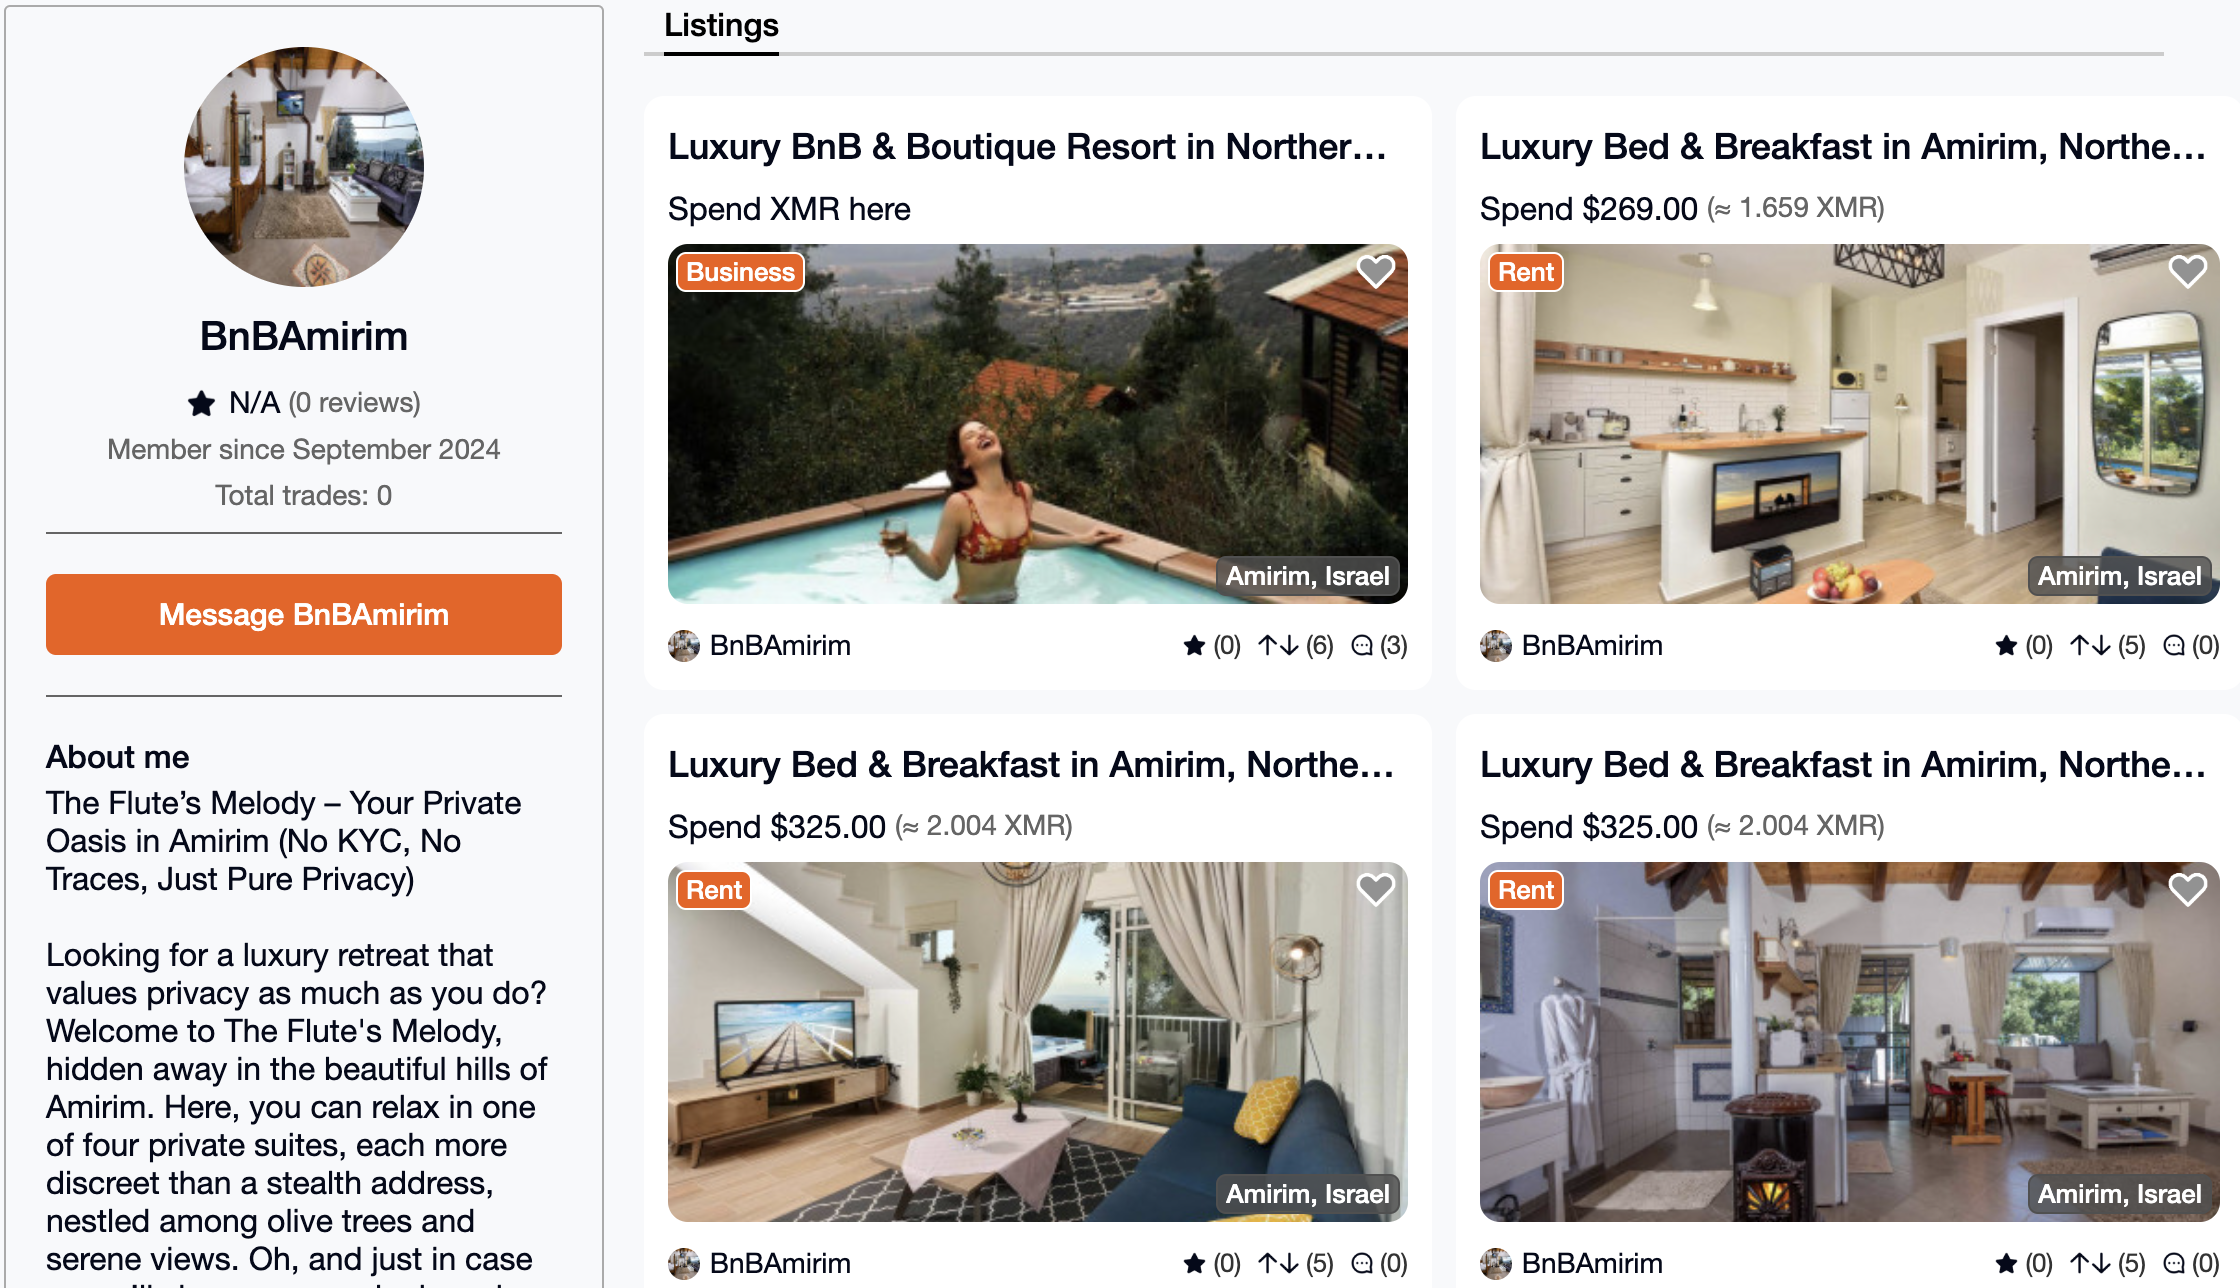 BnBAmirim
N/A (0 reviews)
Member since September 2024
Total trades: 0
Message BnBAmirim
About me
The Flute’s Melody – Your Private
Oasis in Amirim (No KYC, No
Traces, Just Pure Privacy)
Looking for a luxury retreat that
values privacy as much as you do?
Welcome to The Flute's Melody,
hidden away in the beautiful hills of
Amirim. Here, you can relax in one
of four private suites, each more
discreet than a stealth address,
nestled among olive trees and
serene views. Oh, and just in case
Listings
Luxury BnB & Boutique Resort in Norther...
Spend XMR here
Business
Amirim, Israel
BnBAmirim (0) (6) (3)
Luxury Bed & Breakfast in Amirim, Northe...
Spend $269.00 (≈ 1.659 XMR)
Rent
Amirim, Israel
BnBAmirim (0) (5) (0)
Luxury Bed & Breakfast in Amirim, Northe...
Spend $325.00 (≈ 2.004 XMR)
Rent
Amirim, Israel
BnBAmirim (0) (5) (0)
Luxury Bed & Breakfast in Amirim, Northe...
Spend $325.00 (≈ 2.004 XMR)
Rent
Amirim, Israel
BnBAmirim (0) (5) (0)